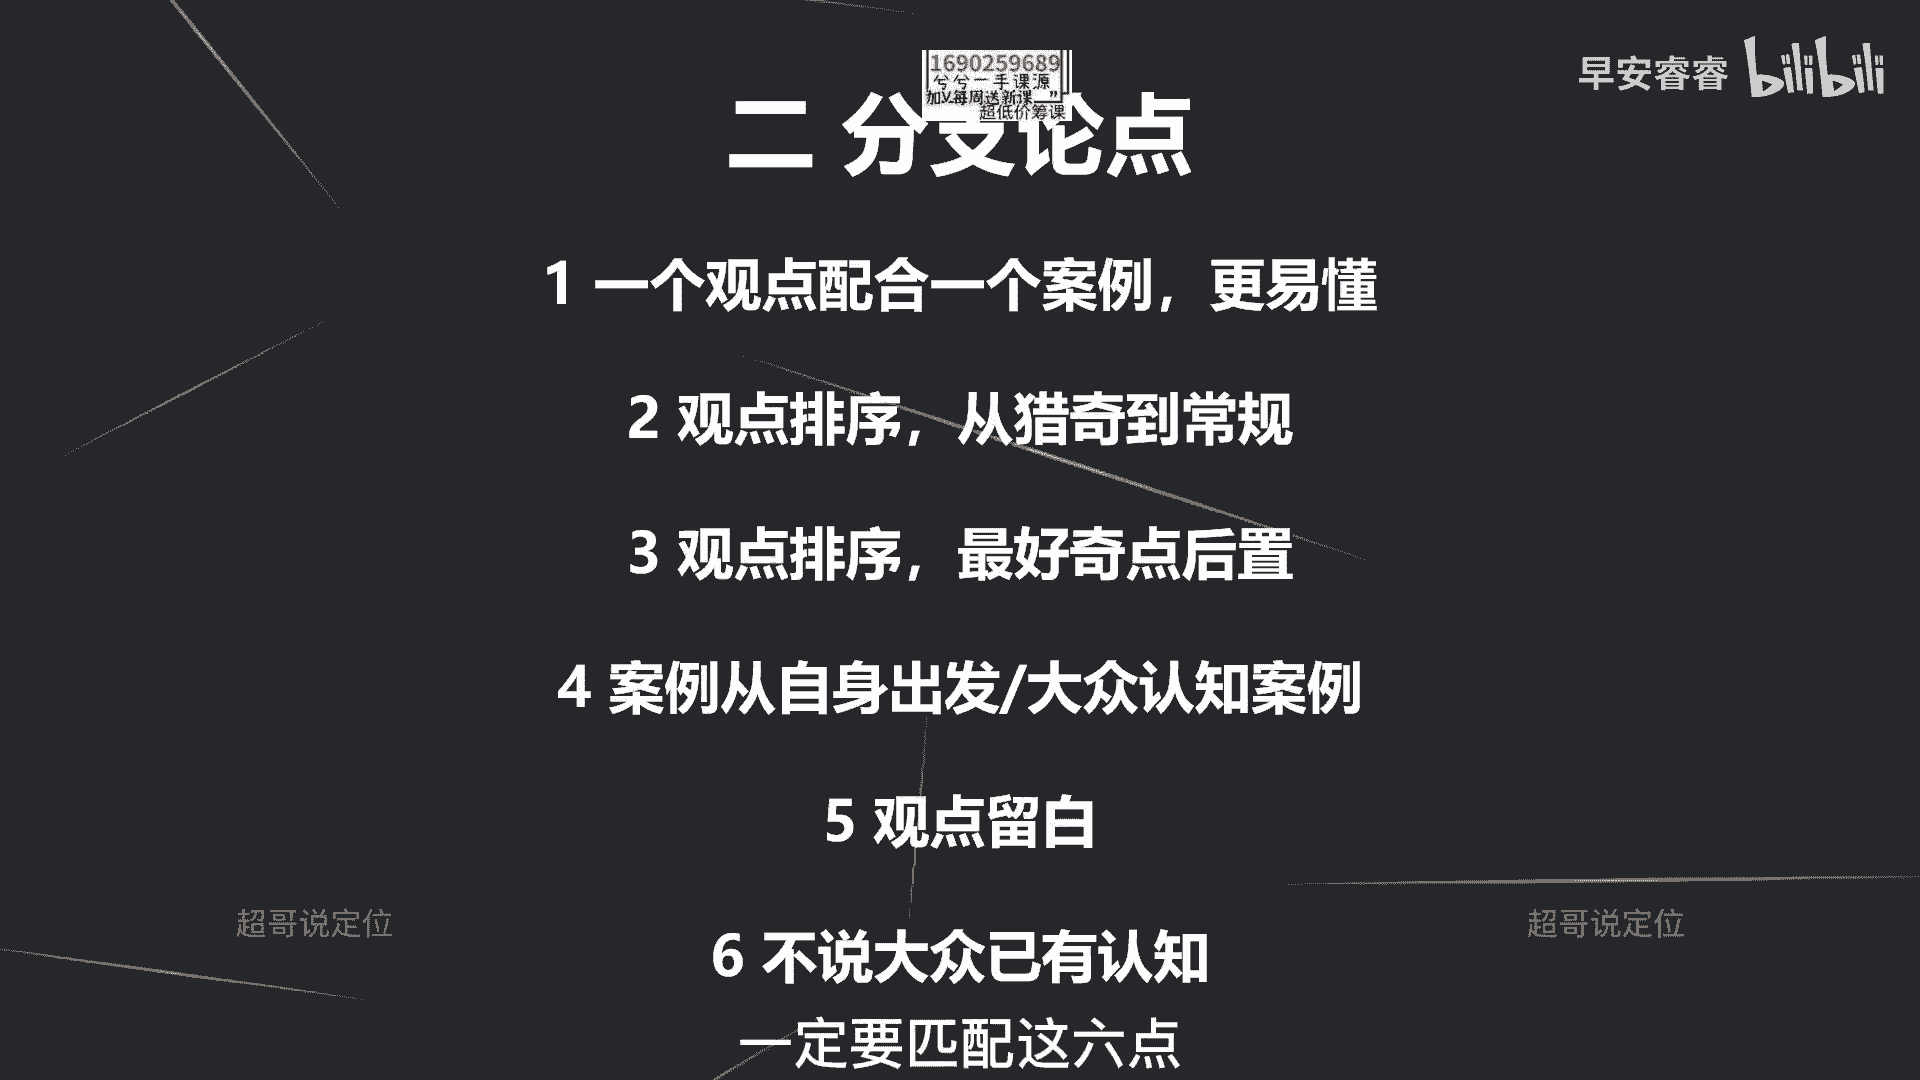 早安睿睿 bilibili
1690259689
兮兮一手课源
加V每周送新课
超低价筹课
二 分支论点
1 一个观点配合一个案例，更易懂
2 观点排序，从猎奇到常规
3 观点排序，最好奇点后置
4 案例从自身出发/大众认知案例
5 观点留白
6 不说大众已有认知
超哥说定位
超哥说定位
一定要匹配这六点